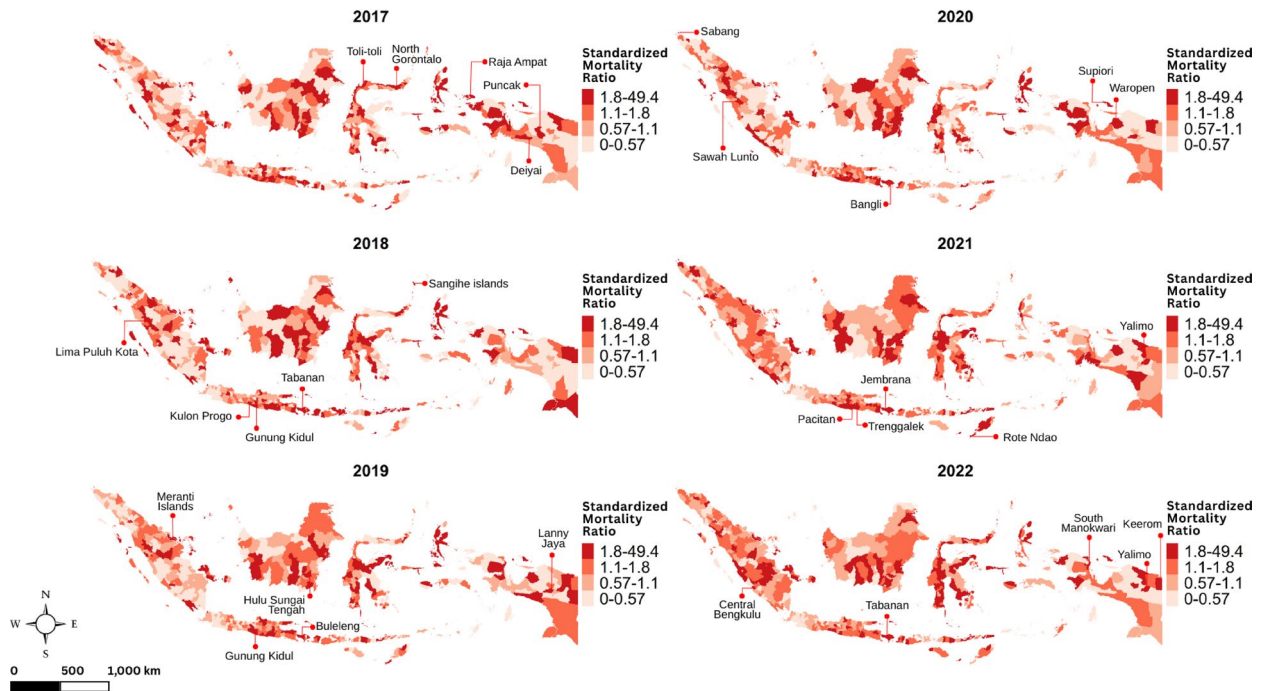 2017
Toli-toli
North
Gorontalo
Raja Ampat
Puncak
Deiyai
Standardized
Mortality
Ratio
1.8-49.4
1.1-1.8
0.57-1.1
0-0.57
2020
Sabang
Supiori
Waropen
Sawah Lunto
Bangli
Standardized
Mortality
Ratio
1.8-49.4
1.1-1.8
0.57-1.1
0-0.57
2018
Sangihe islands
Lima Puluh Kota
Tabanan
Kulon Progo
Gunung Kidul
Standardized
Mortality
Ratio
1.8-49.4
1.1-1.8
0.57-1.1
0-0.57
2021
Yalimo
Jembrana
Pacitan
Trenggalek
Rote Ndao
Standardized
Mortality
Ratio
1.8-49.4
1.1-1.8
0.57-1.1
0-0.57
2019
Meranti
Islands
Lanny
Jaya
Hulu Sungai
Tengah
Buleleng
Gunung Kidul
Standardized
Mortality
Ratio
1.8-49.4
1.1-1.8
0.57-1.1
0-0.57
2022
South
Manokwari
Keerom
Yalimo
Central
Bengkulu
Tabanan
Standardized
Mortality
Ratio
1.8-49.4
1.1-1.8
0.57-1.1
0-0.57
N
W E
S
0 500 1,000 km